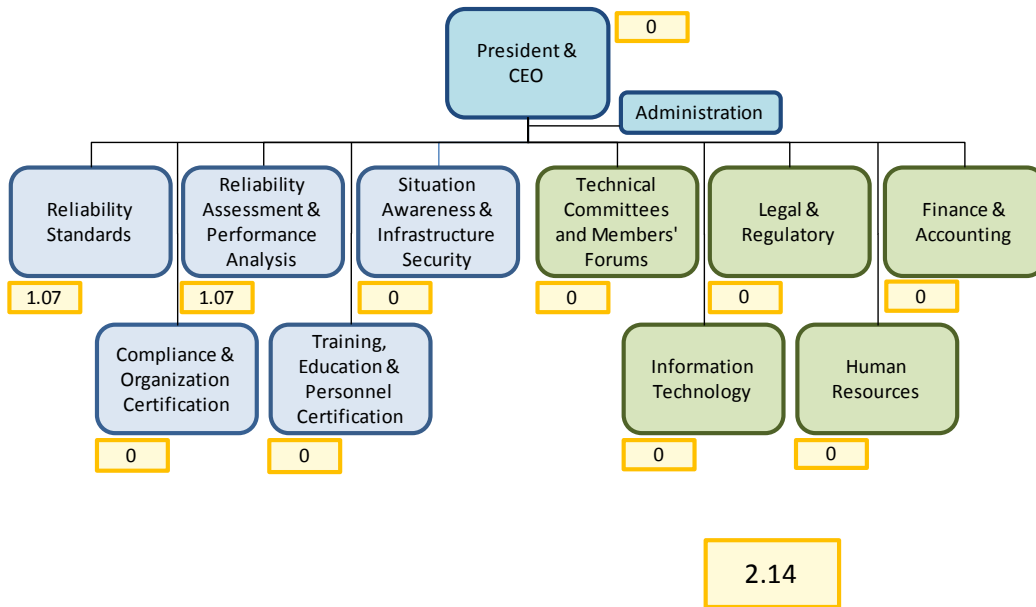 0
President &
CEO
Administration
Reliability
Standards
1.07
Reliability
Assessment &
Performance
Analysis
1.07
Situation
Awareness &
Infrastructure
Security
0
Technical
Committees
and Members'
Forums
0
Legal &
Regulatory
0
Finance &
Accounting
0
Compliance &
Organization
Certification
0
Training,
Education &
Personnel
Certification
0
Information
Technology
0
Human
Resources
0
2.14